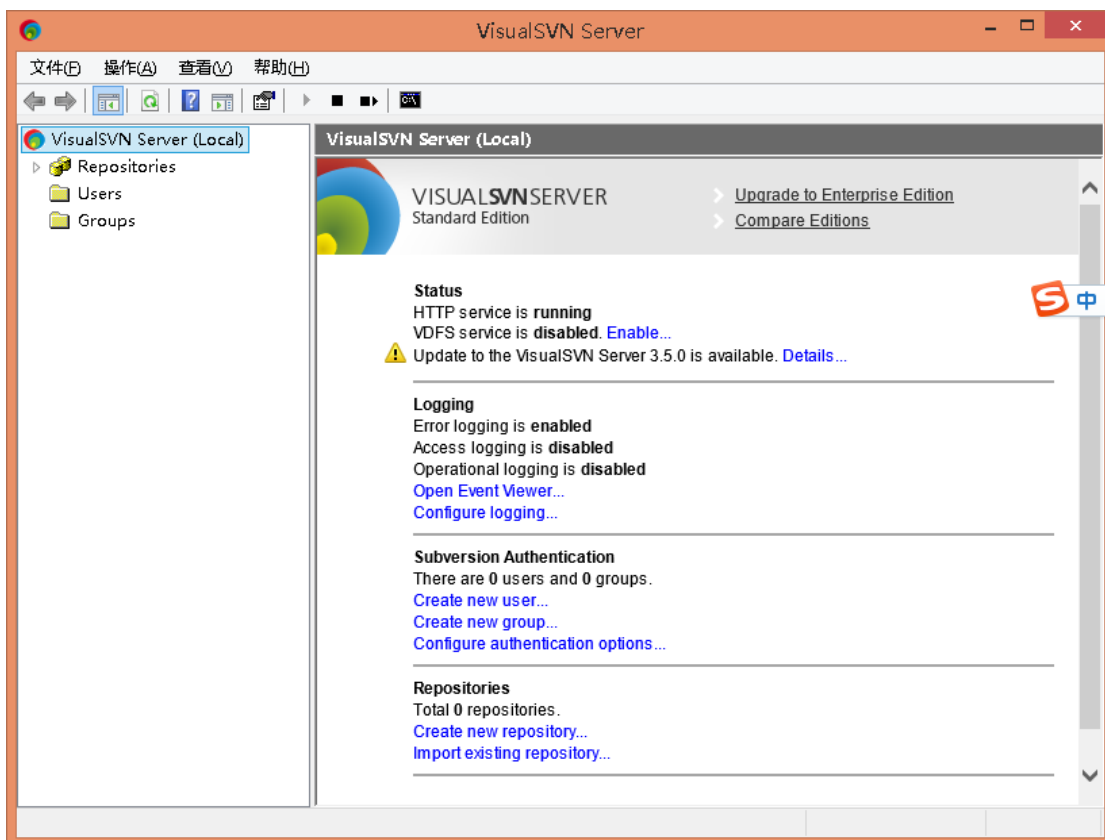 VisualSVN Server
文件(F) 操作(A) 查看(V) 帮助(H)
VisualSVN Server (Local)
Repositories
Users
Groups
VisualSVN Server (Local)
VISUALSVNSERVER
Standard Edition
Upgrade to Enterprise Edition
Compare Editions
Status
HTTP service is running
VDFS service is disabled. Enable...
Update to the VisualSVN Server 3.5.0 is available. Details...
Logging
Error logging is enabled
Access logging is disabled
Operational logging is disabled
Open Event Viewer...
Configure logging...
Subversion Authentication
There are 0 users and 0 groups.
Create new user...
Create new group...
Configure authentication options...
Repositories
Total 0 repositories.
Create new repository...
Import existing repository...
中